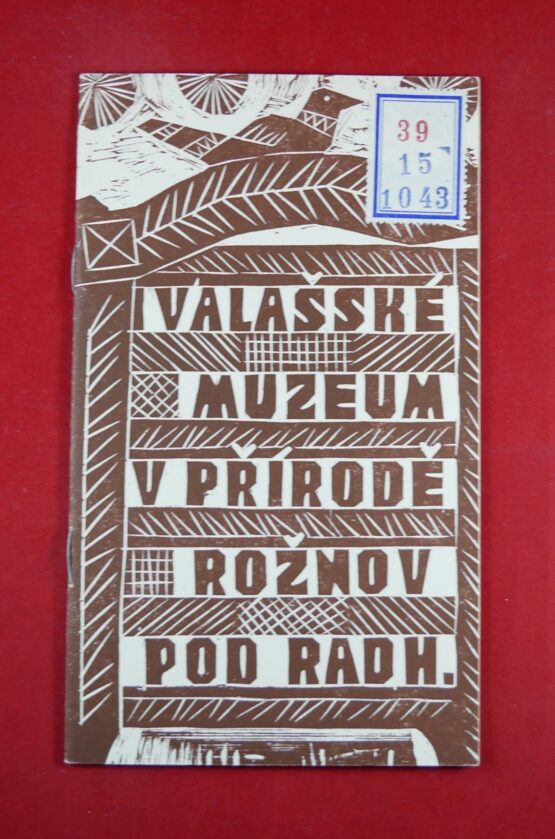 39
15
1043
VALAŠSKÉ
MUZEUM
V PŘÍRODĚ
ROŽNOV
POD RADH.